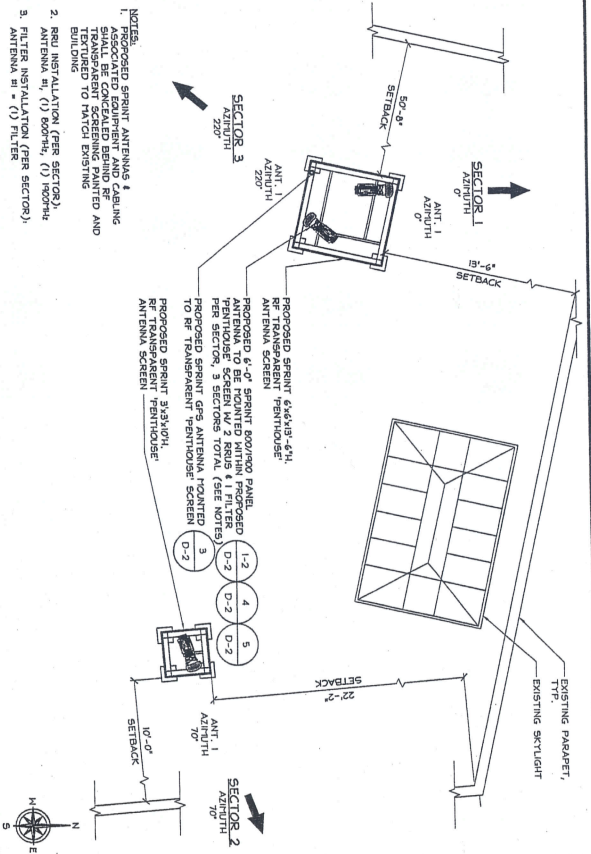 SECTOR 1
AZIMUTH
0°
ANT. 1
AZIMUTH
0°
50'-8"
SETBACK
13'-6"
SETBACK
SECTOR 3
AZIMUTH
220°
ANT. 1
AZIMUTH
220°
PROPOSED SPRINT 6'x6'x13'-6"H.
RF TRANSPARENT 'PENTHOUSE'
ANTENNA SCREEN
PROPOSED 6'-0" SPRINT 800/1900 PANEL
ANTENNA TO BE MOUNTED WITHIN PROPOSED
'PENTHOUSE' SCREEN W/ 2 RRUS & 1 FILTER
PER SECTOR, 3 SECTORS TOTAL (SEE NOTES)
1-2
D-2
4
D-2
5
D-2
PROPOSED SPRINT GPS ANTENNA MOUNTED
TO RF TRANSPARENT 'PENTHOUSE' SCREEN
3
D-2
PROPOSED SPRINT 3'x3'x10'H.
RF TRANSPARENT 'PENTHOUSE'
ANTENNA SCREEN
EXISTING PARAPET,
TYP.
EXISTING SKYLIGHT
22'-2"
SETBACK
10'-0"
SETBACK
ANT. 1
AZIMUTH
70°
SECTOR 2
AZIMUTH
70°
NOTES:
1. PROPOSED SPRINT ANTENNAS &
ASSOCIATED EQUIPMENT AND CABLING
SHALL BE CONCEALED BEHIND RF
TRANSPARENT SCREENING PAINTED AND
TEXTURED TO MATCH EXISTING
BUILDING
2. RRU INSTALLATION (PER SECTOR):
ANTENNA #1, (1) 800MHz, (1) 1900MHz
3. FILTER INSTALLATION (PER SECTOR):
ANTENNA #1 = (1) FILTER
N
W
E
S